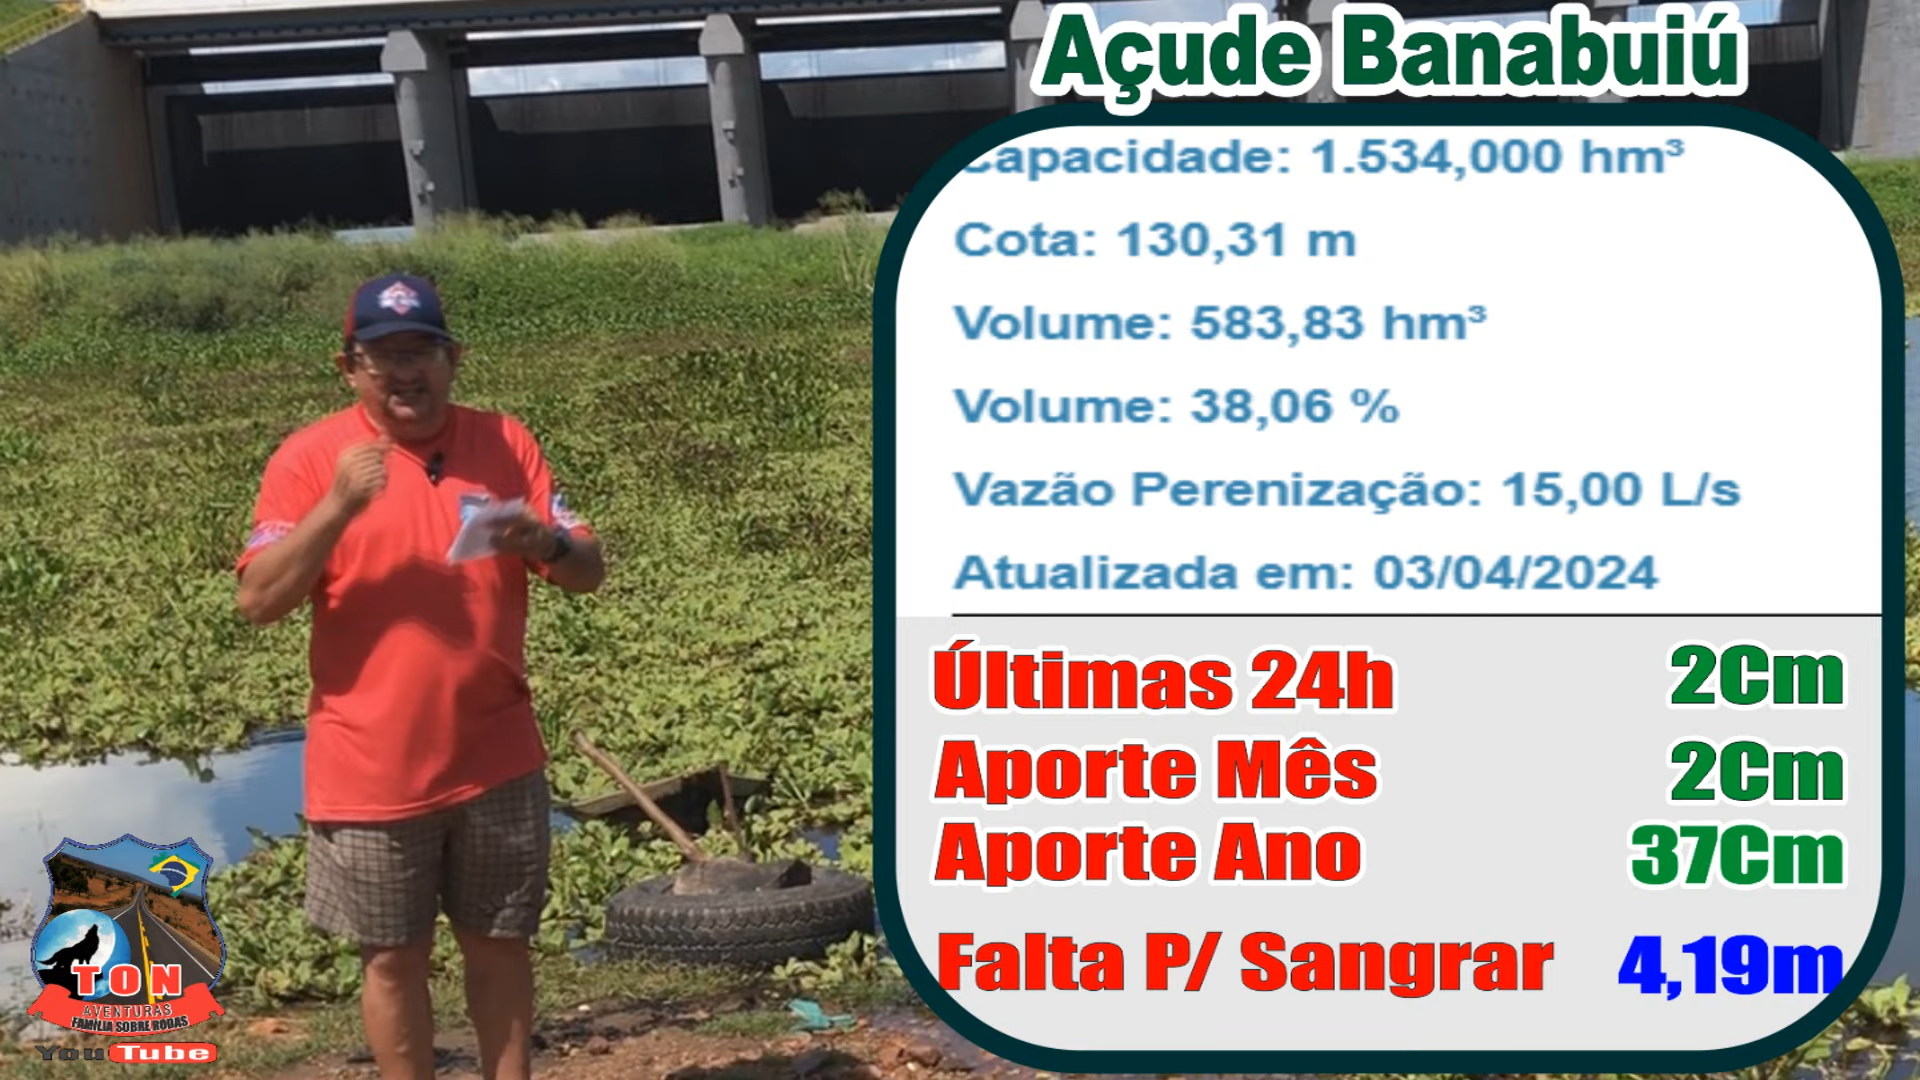 Açude Banabuiú
Capacidade: 1.534,000 hm³
Cota: 130,31 m
Volume: 583,83 hm³
Volume: 38,06 %
Vazão Perenização: 15,00 L/s
Atualizada em: 03/04/2024
Últimas 24h 2Cm
Aporte Mês 2Cm
Aporte Ano 37Cm
Falta P/ Sangrar 4,19m
TON
AVENTURAS
FAMÍLIA SOBRE RODAS
YouTube